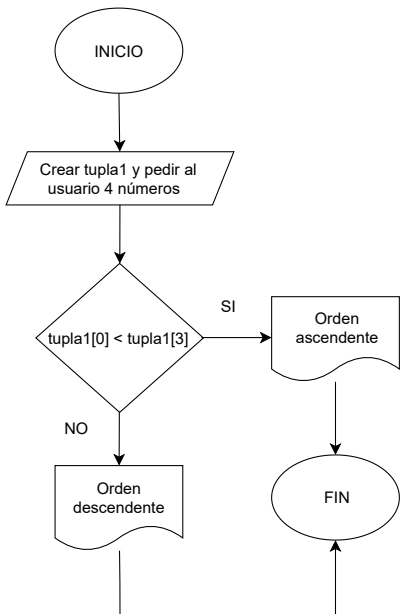 INICIO
Crear tupla1 y pedir al
usuario 4 números
tupla1[0] < tupla1[3]
SI
Orden
ascendente
NO
Orden
descendente
FIN